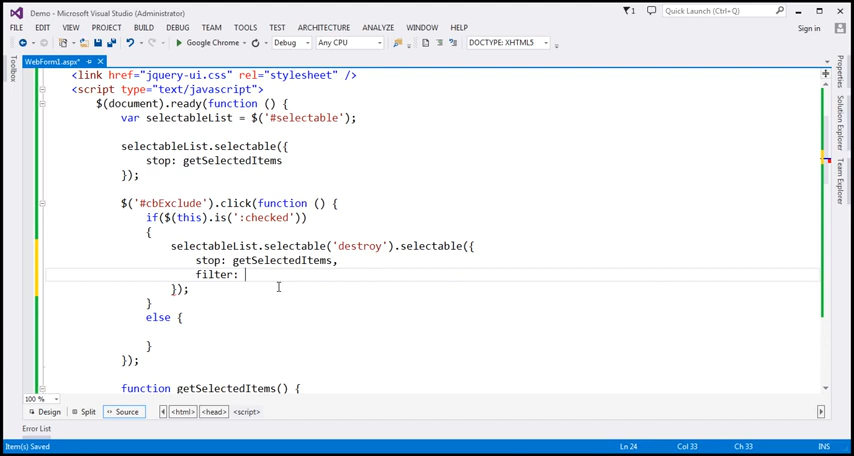 Demo - Microsoft Visual Studio (Administrator)
1
Quick Launch (Ctrl+Q)
FILE EDIT VIEW PROJECT BUILD DEBUG TEAM TOOLS TEST ARCHITECTURE ANALYZE WINDOW HELP
Sign in
Google Chrome Debug Any CPU DOCTYPE: XHTML5
WebForm1.aspx*
Toolbox
Properties
Solution Explorer
Team Explorer
<link href="jquery-ui.css" rel="stylesheet" />
<script type="text/javascript">
$(document).ready(function () {
var selectableList = $('#selectable');
selectableList.selectable({
stop: getSelectedItems
});
$('#cbExclude').click(function () {
if($(this).is(':checked'))
{
selectableList.selectable('destroy').selectable({
stop: getSelectedItems,
filter:
});
}
else {
}
});
function getSelectedItems() {
100 %
Design Split Source <html> <head> <script>
Error List
Item(s) Saved Ln 24 Col 33 Ch 33 INS